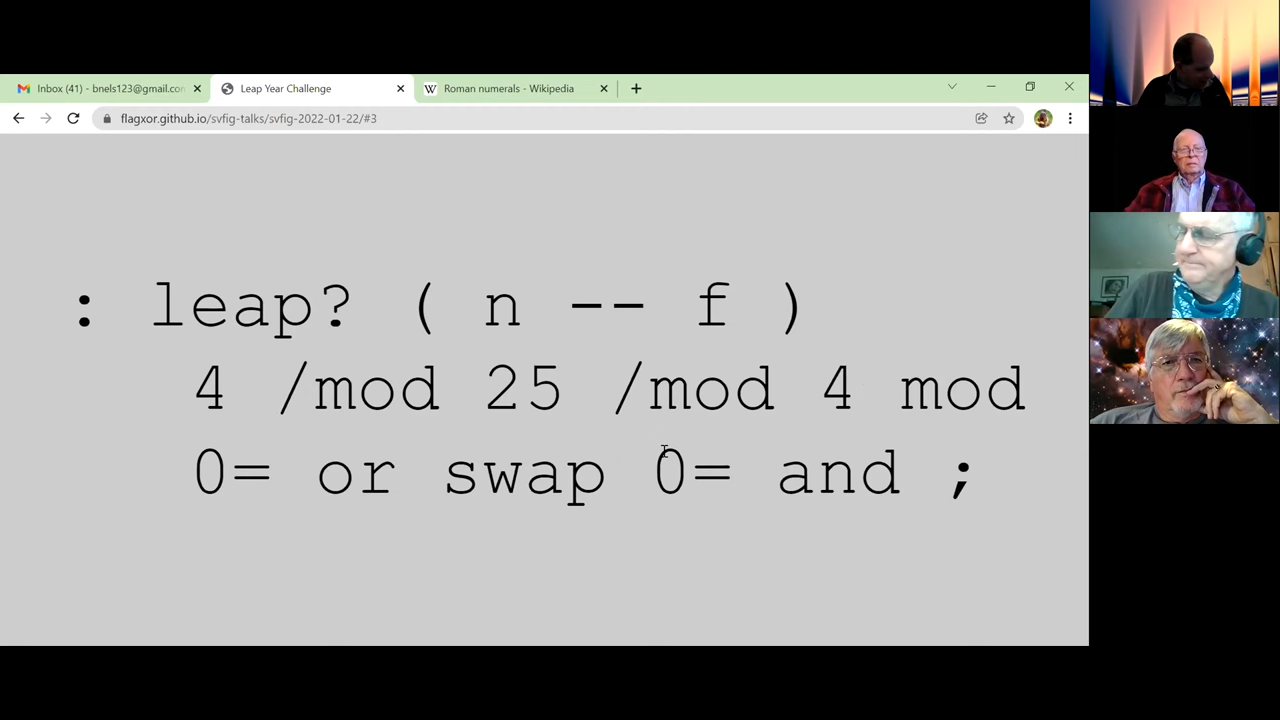 Inbox (41) - bnels123@gmail.co
Leap Year Challenge
Roman numerals - Wikipedia
flagxor.github.io/svfig-talks/svfig-2022-01-22/#3
: leap? ( n -- f )
4 /mod 25 /mod 4 mod
0= or swap 0= and ;